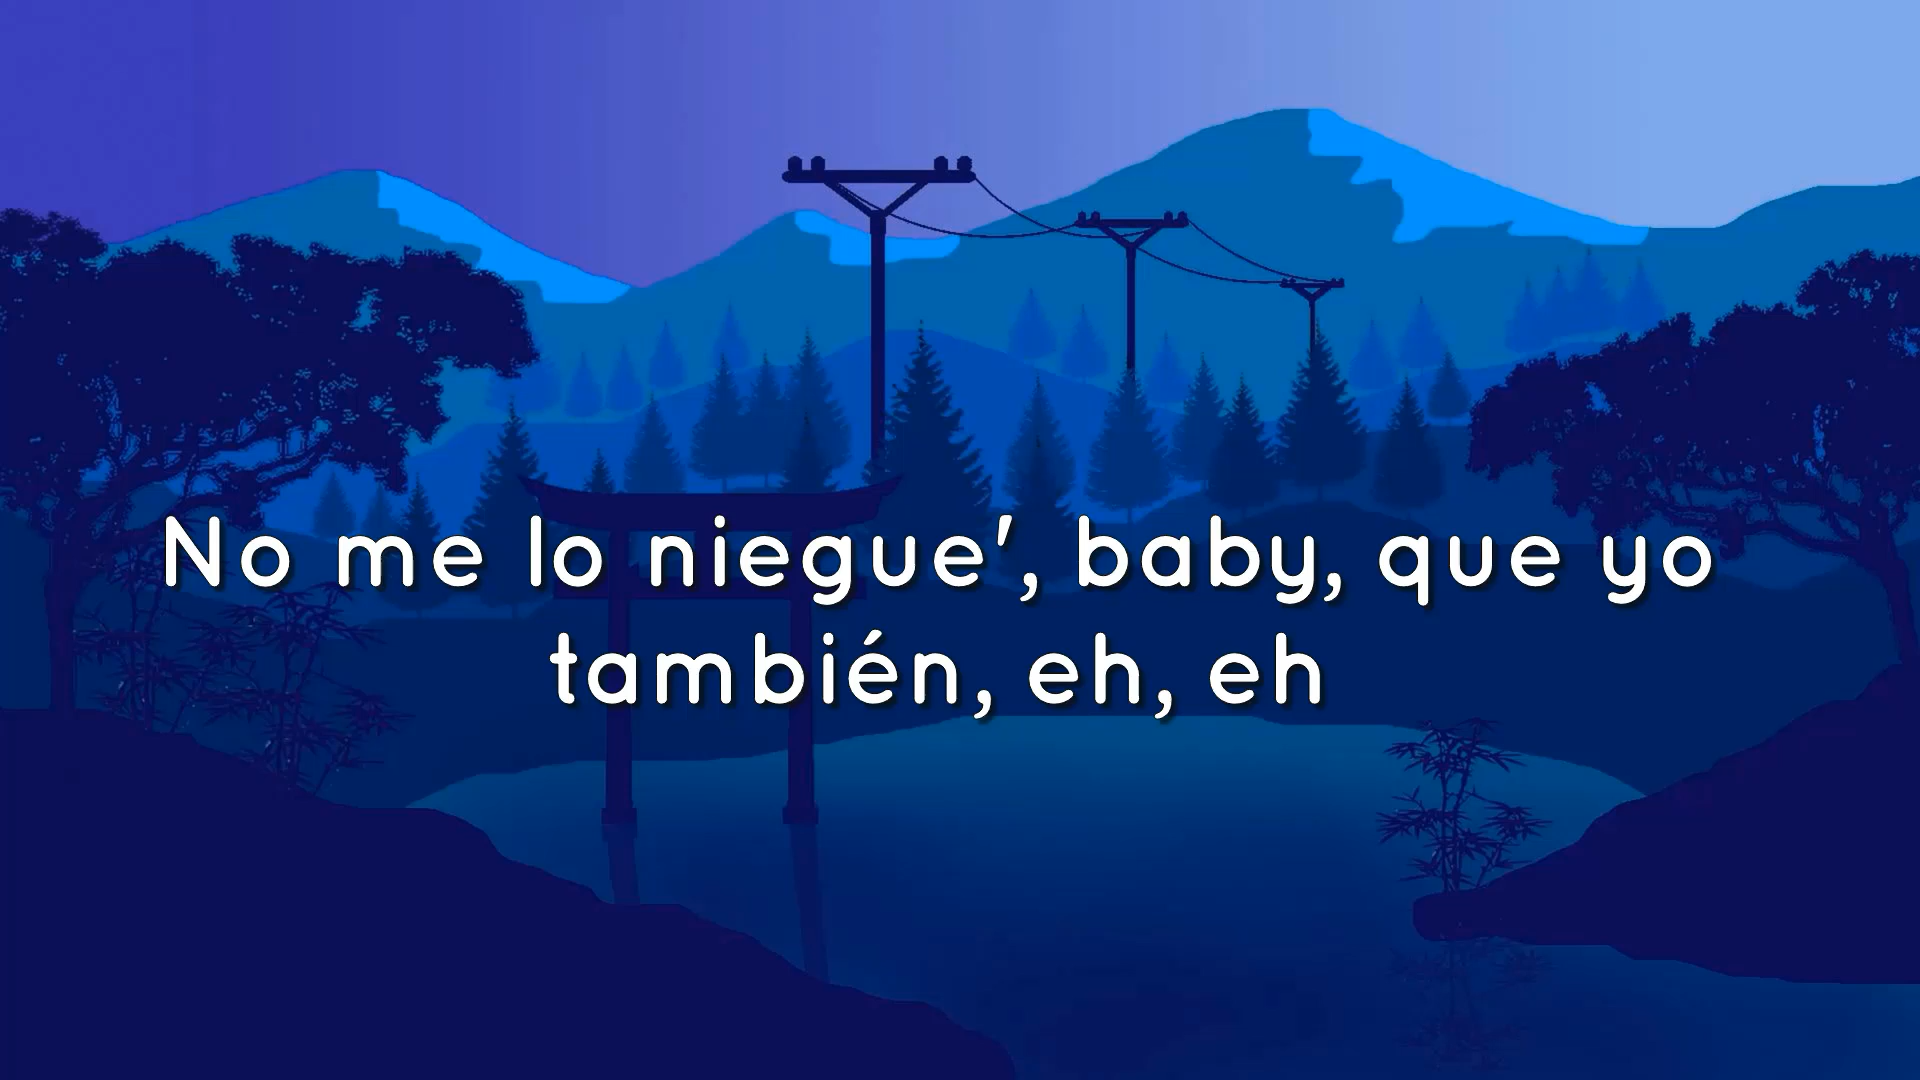 No me lo niegue', baby, que yo
también, eh, eh